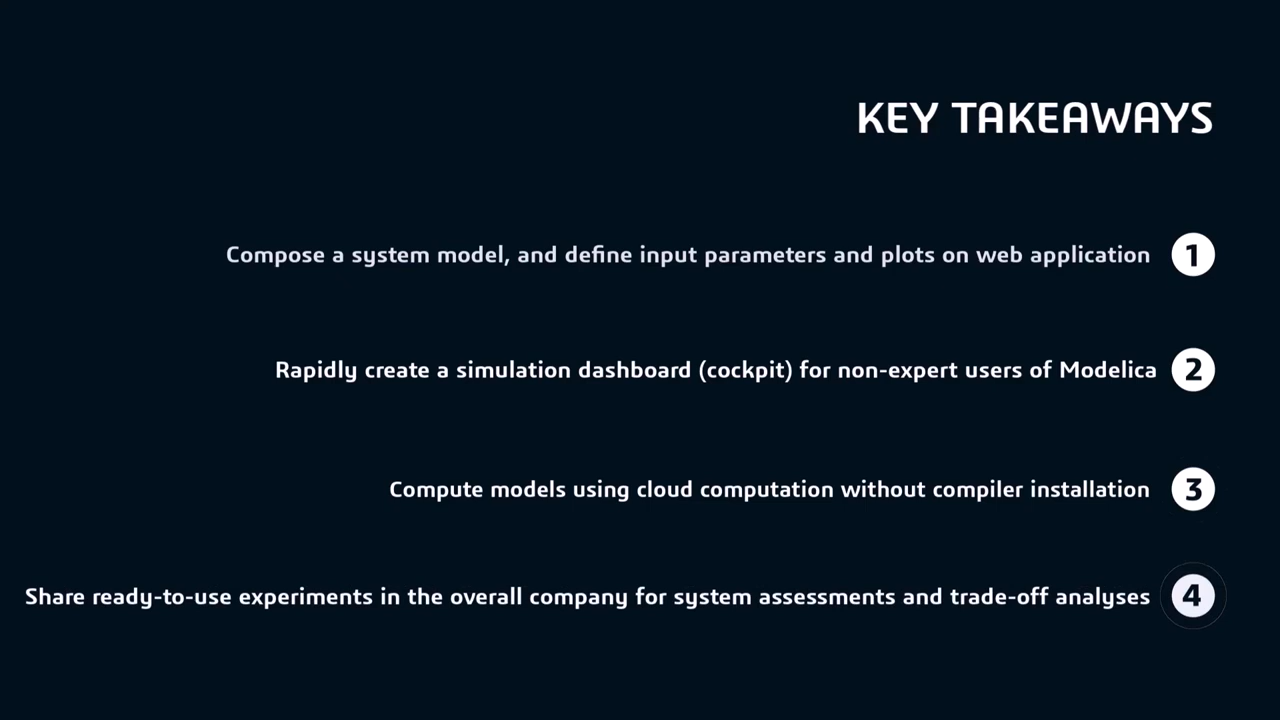 KEY TAKEAWAYS
Compose a system model, and define input parameters and plots on web application 1
Rapidly create a simulation dashboard (cockpit) for non-expert users of Modelica 2
Compute models using cloud computation without compiler installation 3
Share ready-to-use experiments in the overall company for system assessments and trade-off analyses 4